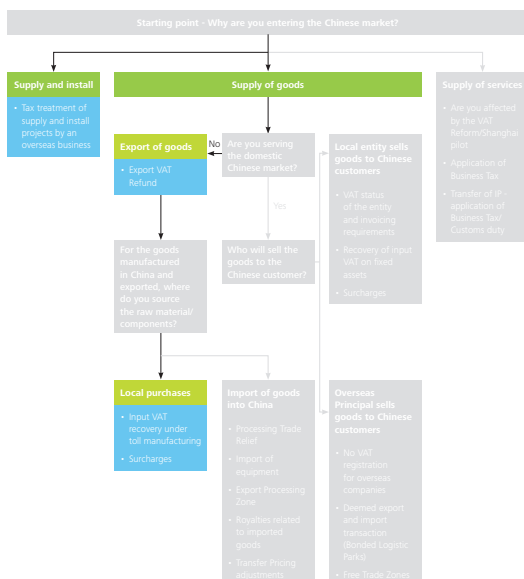 Starting point - Why are you entering the Chinese market?
Supply and install
• Tax treatment of
supply and install
projects by an
overseas business
Supply of goods
Supply of services
• Are you affected
by the VAT
Reform/Shanghai
pilot
• Application of
Business Tax
• Transfer of IP -
application of
Business Tax/
Customs duty
Export of goods
• Export VAT
Refund
No
Are you serving
the domestic
Chinese market?
Yes
Local entity sells
goods to Chinese
customers
• VAT status
of the entity
and invoicing
requirements
• Recovery of input
VAT on fixed
assets
• Surcharges
For the goods
manufactured
in China and
exported, where
do you source
the raw material/
components?
Who will sell the
goods to the
Chinese customer?
Local purchases
• Input VAT
recovery under
toll manufacturing
• Surcharges
Import of goods
into China
• Processing Trade
Relief
• Import of
equipment
• Export Processing
Zone
• Royalties related
to imported
goods
• Transfer Pricing
adjustments
Overseas
Principal sells
goods to Chinese
customers
• No VAT
registration
for overseas
companies
• Deemed export
and import
transaction
(Bonded Logistic
Parks)
• Free Trade Zones